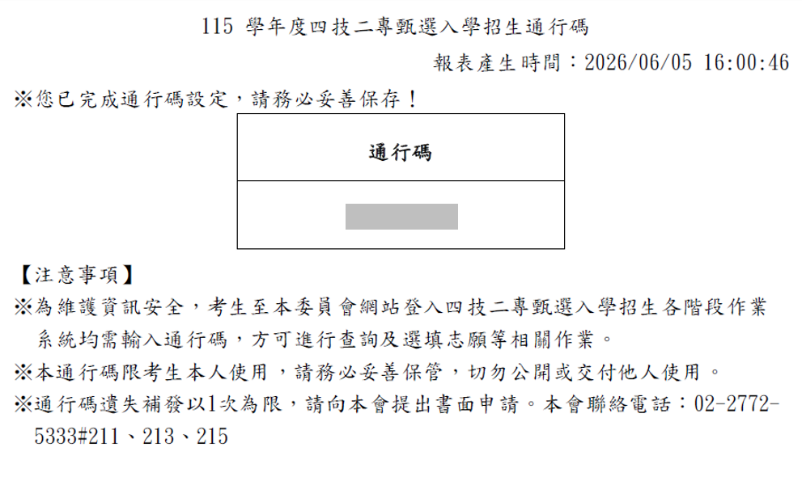 115 學年度四技二專甄選入學招生通行碼
報表產生時間：2026/06/05 16:00:46
※您已完成通行碼設定，請務必妥善保存！
通行碼
【注意事項】
※為維護資訊安全，考生至本委員會網站登入四技二專甄選入學招生各階段作業
系統均需輸入通行碼，方可進行查詢及選填志願等相關作業。
※本通行碼限考生本人使用，請務必妥善保管，切勿公開或交付他人使用。
※通行碼遺失補發以1次為限，請向本會提出書面申請。本會聯絡電話：02-2772-
5333#211、213、215